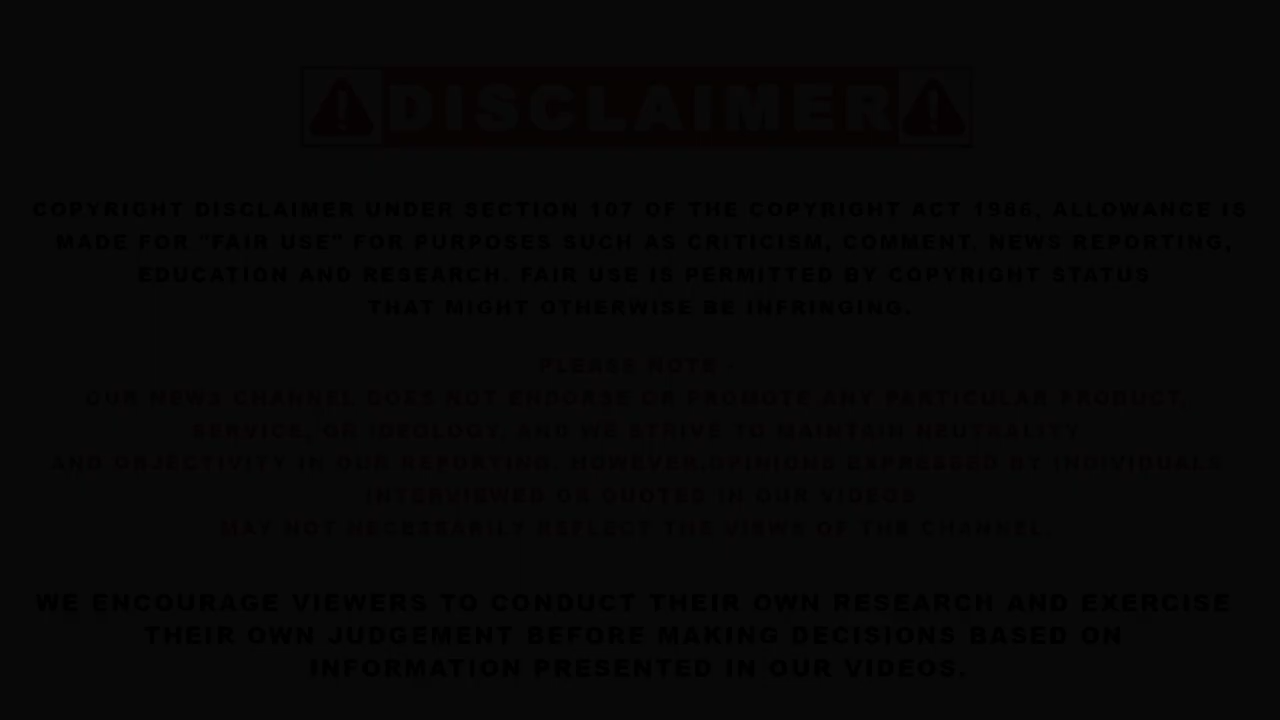 DISCLAIMER
COPYRIGHT DISCLAIMER UNDER SECTION 107 OF THE COPYRIGHT ACT 1986, ALLOWANCE IS
MADE FOR "FAIR USE" FOR PURPOSES SUCH AS CRITICISM, COMMENT, NEWS REPORTING,
EDUCATION AND RESEARCH. FAIR USE IS PERMITTED BY COPYRIGHT STATUS
THAT MIGHT OTHERWISE BE INFRINGING.
PLEASE NOTE -
OUR NEWS CHANNEL DOES NOT ENDORSE OR PROMOTE ANY PERTICULAR PRODUCT,
SERVICE, OR IDEOLOGY, AND WE STRIVE TO MAINTAIN NEUTRALITY
AND OBJECTIVITY IN OUR REPORTING. HOWEVER,OPINIONS EXPRESSED BY INDIVIDUALS
INTERVIEWED OR QUOTED IN OUR VIDEOS
MAY NOT NECESSARILY REFLECT THE VIEWS OF THE CHANNEL.
WE ENCOURAGE VIEWERS TO CONDUCT THEIR OWN RESEARCH AND EXERCISE
THEIR OWN JUDGEMENT BEFORE MAKING DECISIONS BASED ON
INFORMATION PRESENTED IN OUR VIDEOS.